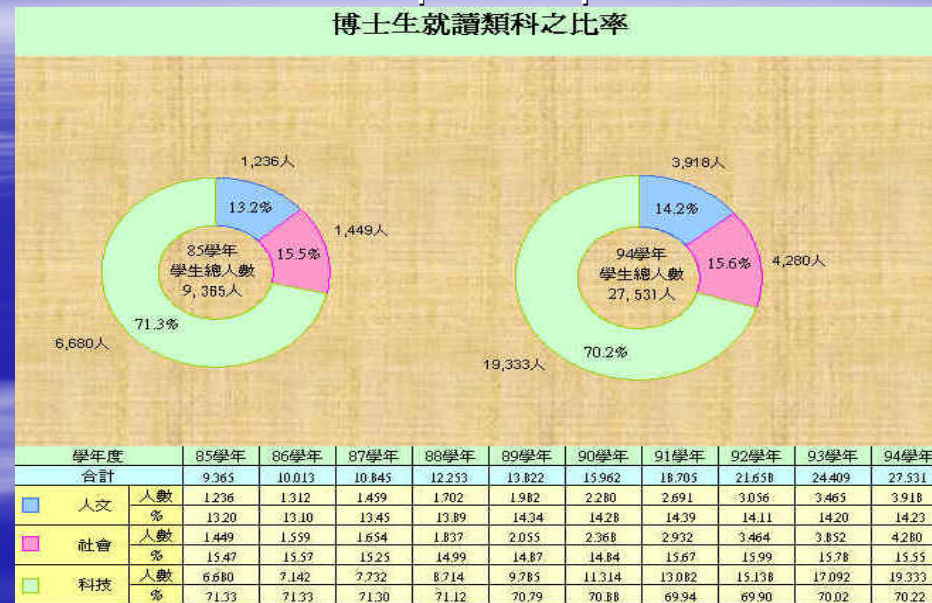 博士生就讀類科之比率
1,236人
3,918人
13.2%
14.2%
1,449人
15.5%
4,280人
15.6%
85學年
學生總人數
9,365人
94學年
學生總人數
27,531人
71.3%
6,680人
70.2%
19,333人
學年度 85學年 86學年 87學年 88學年 89學年 90學年 91學年 92學年 93學年 94學年
合計 9.365 10.013 10.845 12.253 13.822 15.962 18.705 21.658 24.409 27.531
人文 人數 1.236 1.312 1.459 1.702 1.982 2.280 2.691 3.056 3.465 3.918
% 13.20 13.10 13.45 13.89 14.34 14.28 14.39 14.11 14.20 14.23
社會 人數 1.449 1.559 1.654 1.837 2.055 2.368 2.932 3.464 3.852 4.280
% 15.47 15.57 15.25 14.99 14.87 14.84 15.67 15.99 15.78 15.55
科技 人數 6.680 7.142 7.732 8.714 9.785 11.314 13.082 15.138 17.092 19.333
% 71.33 71.33 71.30 71.12 70.79 70.88 69.94 69.90 70.02 70.22